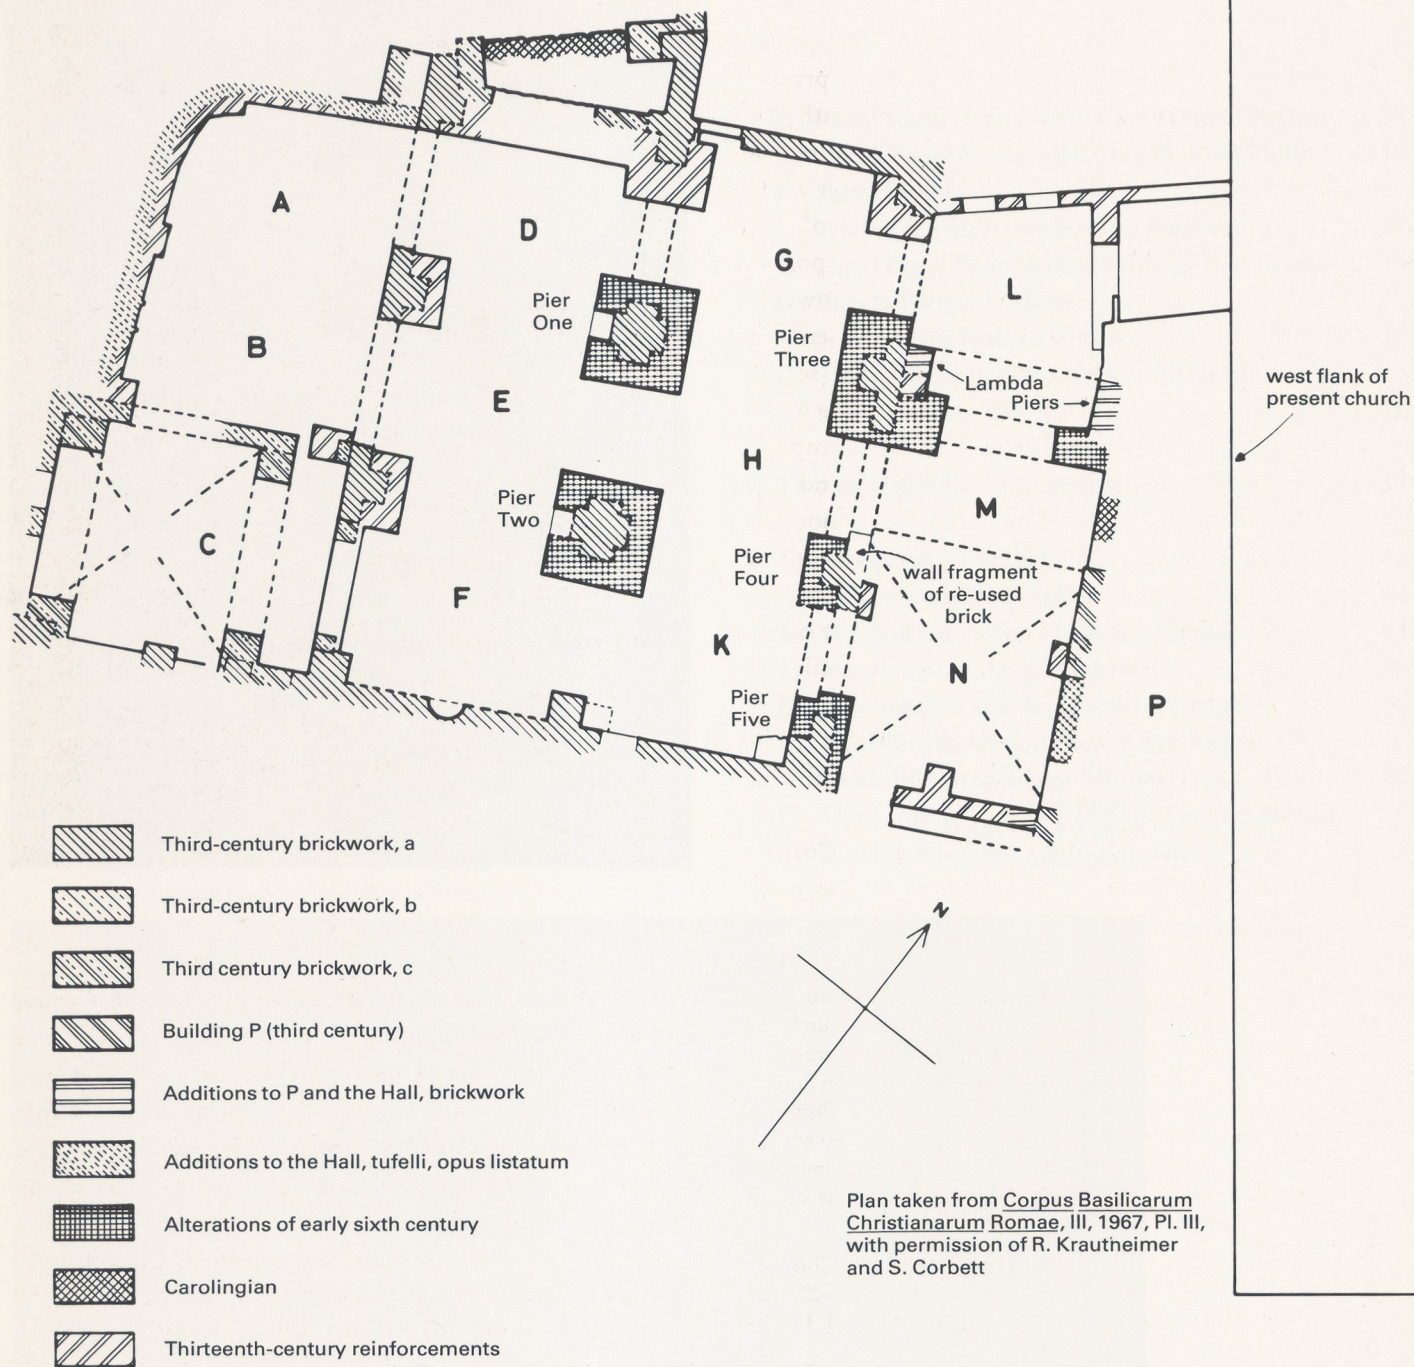 A
D
G
L
Pier
One
B
Pier
Three
Lambda
Piers
west flank of
present church
E
H
Pier
Two
M
C
Pier
Four
wall fragment
of re-used
brick
F
K
N
Pier
Five
P
Third-century brickwork, a
Third-century brickwork, b
Third century brickwork, c
Building P (third century)
Additions to P and the Hall, brickwork
Additions to the Hall, tufelli, opus listatum
Alterations of early sixth century
Carolingian
Thirteenth-century reinforcements
N
Plan taken from Corpus Basilicarum
Christianarum Romae, III, 1967, Pl. III,
with permission of R. Krautheimer
and S. Corbett